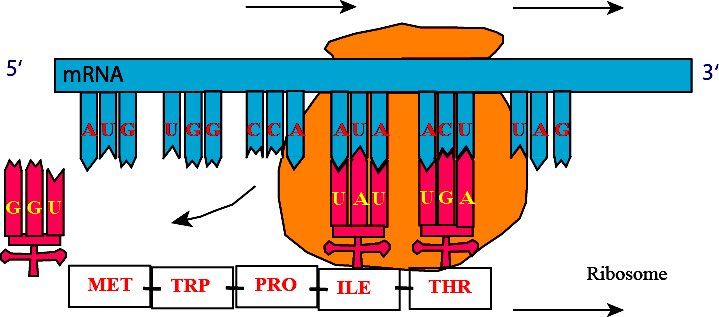 5‘
mRNA
3‘
A U G U G G C C A A U A A C U U A G
G G U
U A U
U G A
MET TRP PRO ILE THR
Ribosome